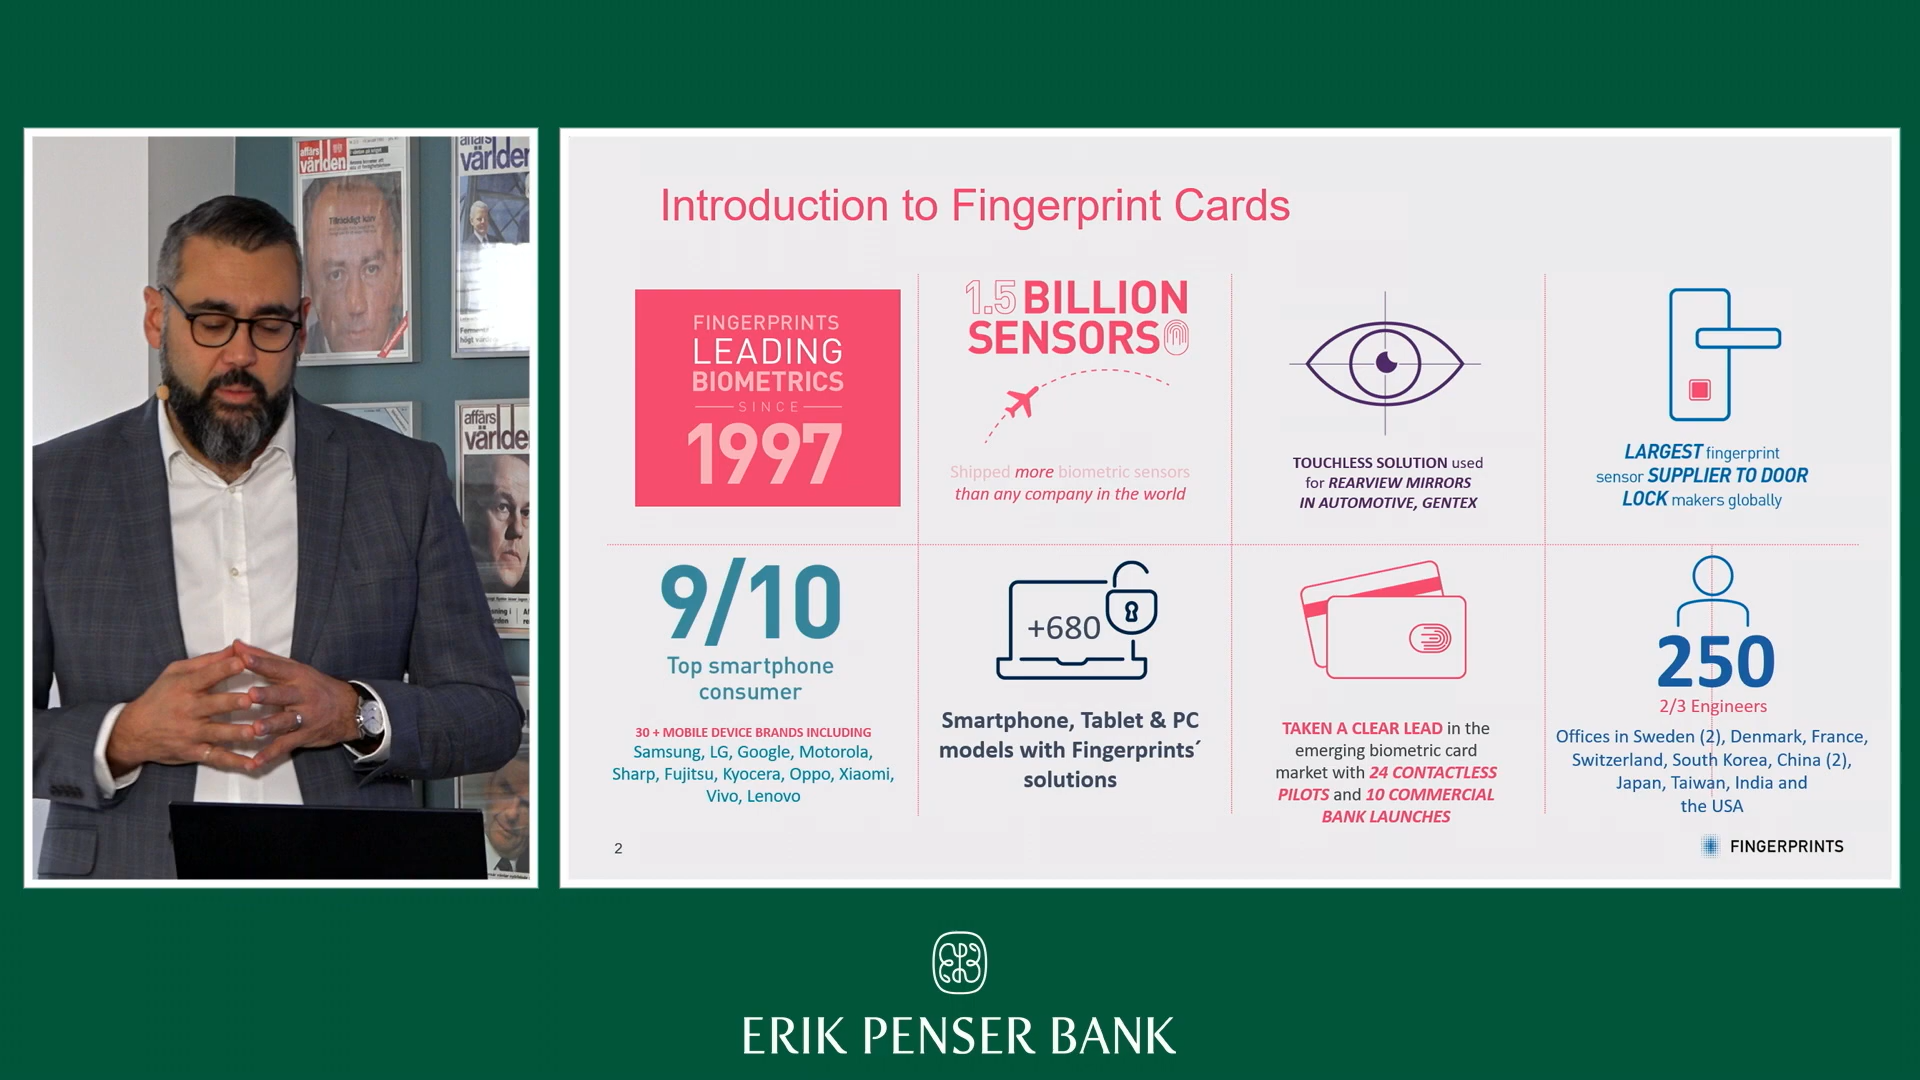 affärs
världen
Tillräckligt kaxv
affärs
världen
affärs
världe
Introduction to Fingerprint Cards
FINGERPRINTS
LEADING
BIOMETRICS
SINCE
1997
1.5 BILLION
SENSORS
Shipped more biometric sensors
than any company in the world
TOUCHLESS SOLUTION used
for REARVIEW MIRRORS
IN AUTOMOTIVE, GENTEX
LARGEST fingerprint
sensor SUPPLIER TO DOOR
LOCK makers globally
9/10
Top smartphone
consumer
30 + MOBILE DEVICE BRANDS INCLUDING
Samsung, LG, Google, Motorola,
Sharp, Fujitsu, Kyocera, Oppo, Xiaomi,
Vivo, Lenovo
+680
Smartphone, Tablet & PC
models with Fingerprints´
solutions
TAKEN A CLEAR LEAD in the
emerging biometric card
market with 24 CONTACTLESS
PILOTS and 10 COMMERCIAL
BANK LAUNCHES
250
2/3 Engineers
Offices in Sweden (2), Denmark, France,
Switzerland, South Korea, China (2),
Japan, Taiwan, India and
the USA
2
FINGERPRINTS
ERIK PENSER BANK